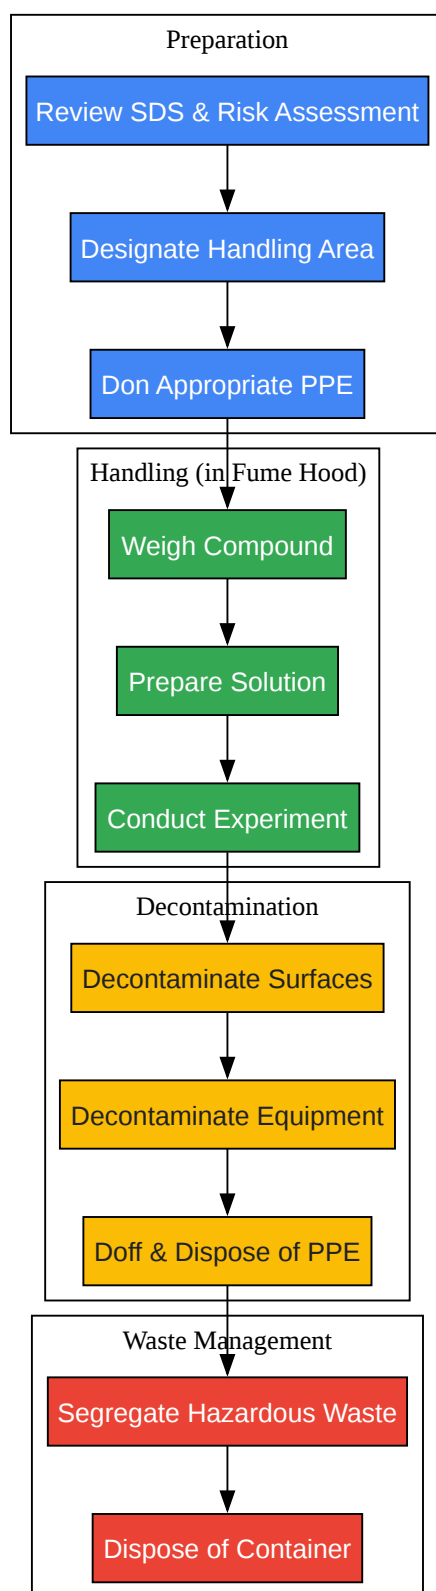 Preparation
Review SDS & Risk Assessment
Designate Handling Area
Don Appropriate PPE
Handling (in Fume Hood)
Weigh Compound
Prepare Solution
Conduct Experiment
Decontamination
Decontaminate Surfaces
Decontaminate Equipment
Doff & Dispose of PPE
Waste Management
Segregate Hazardous Waste
Dispose of Container